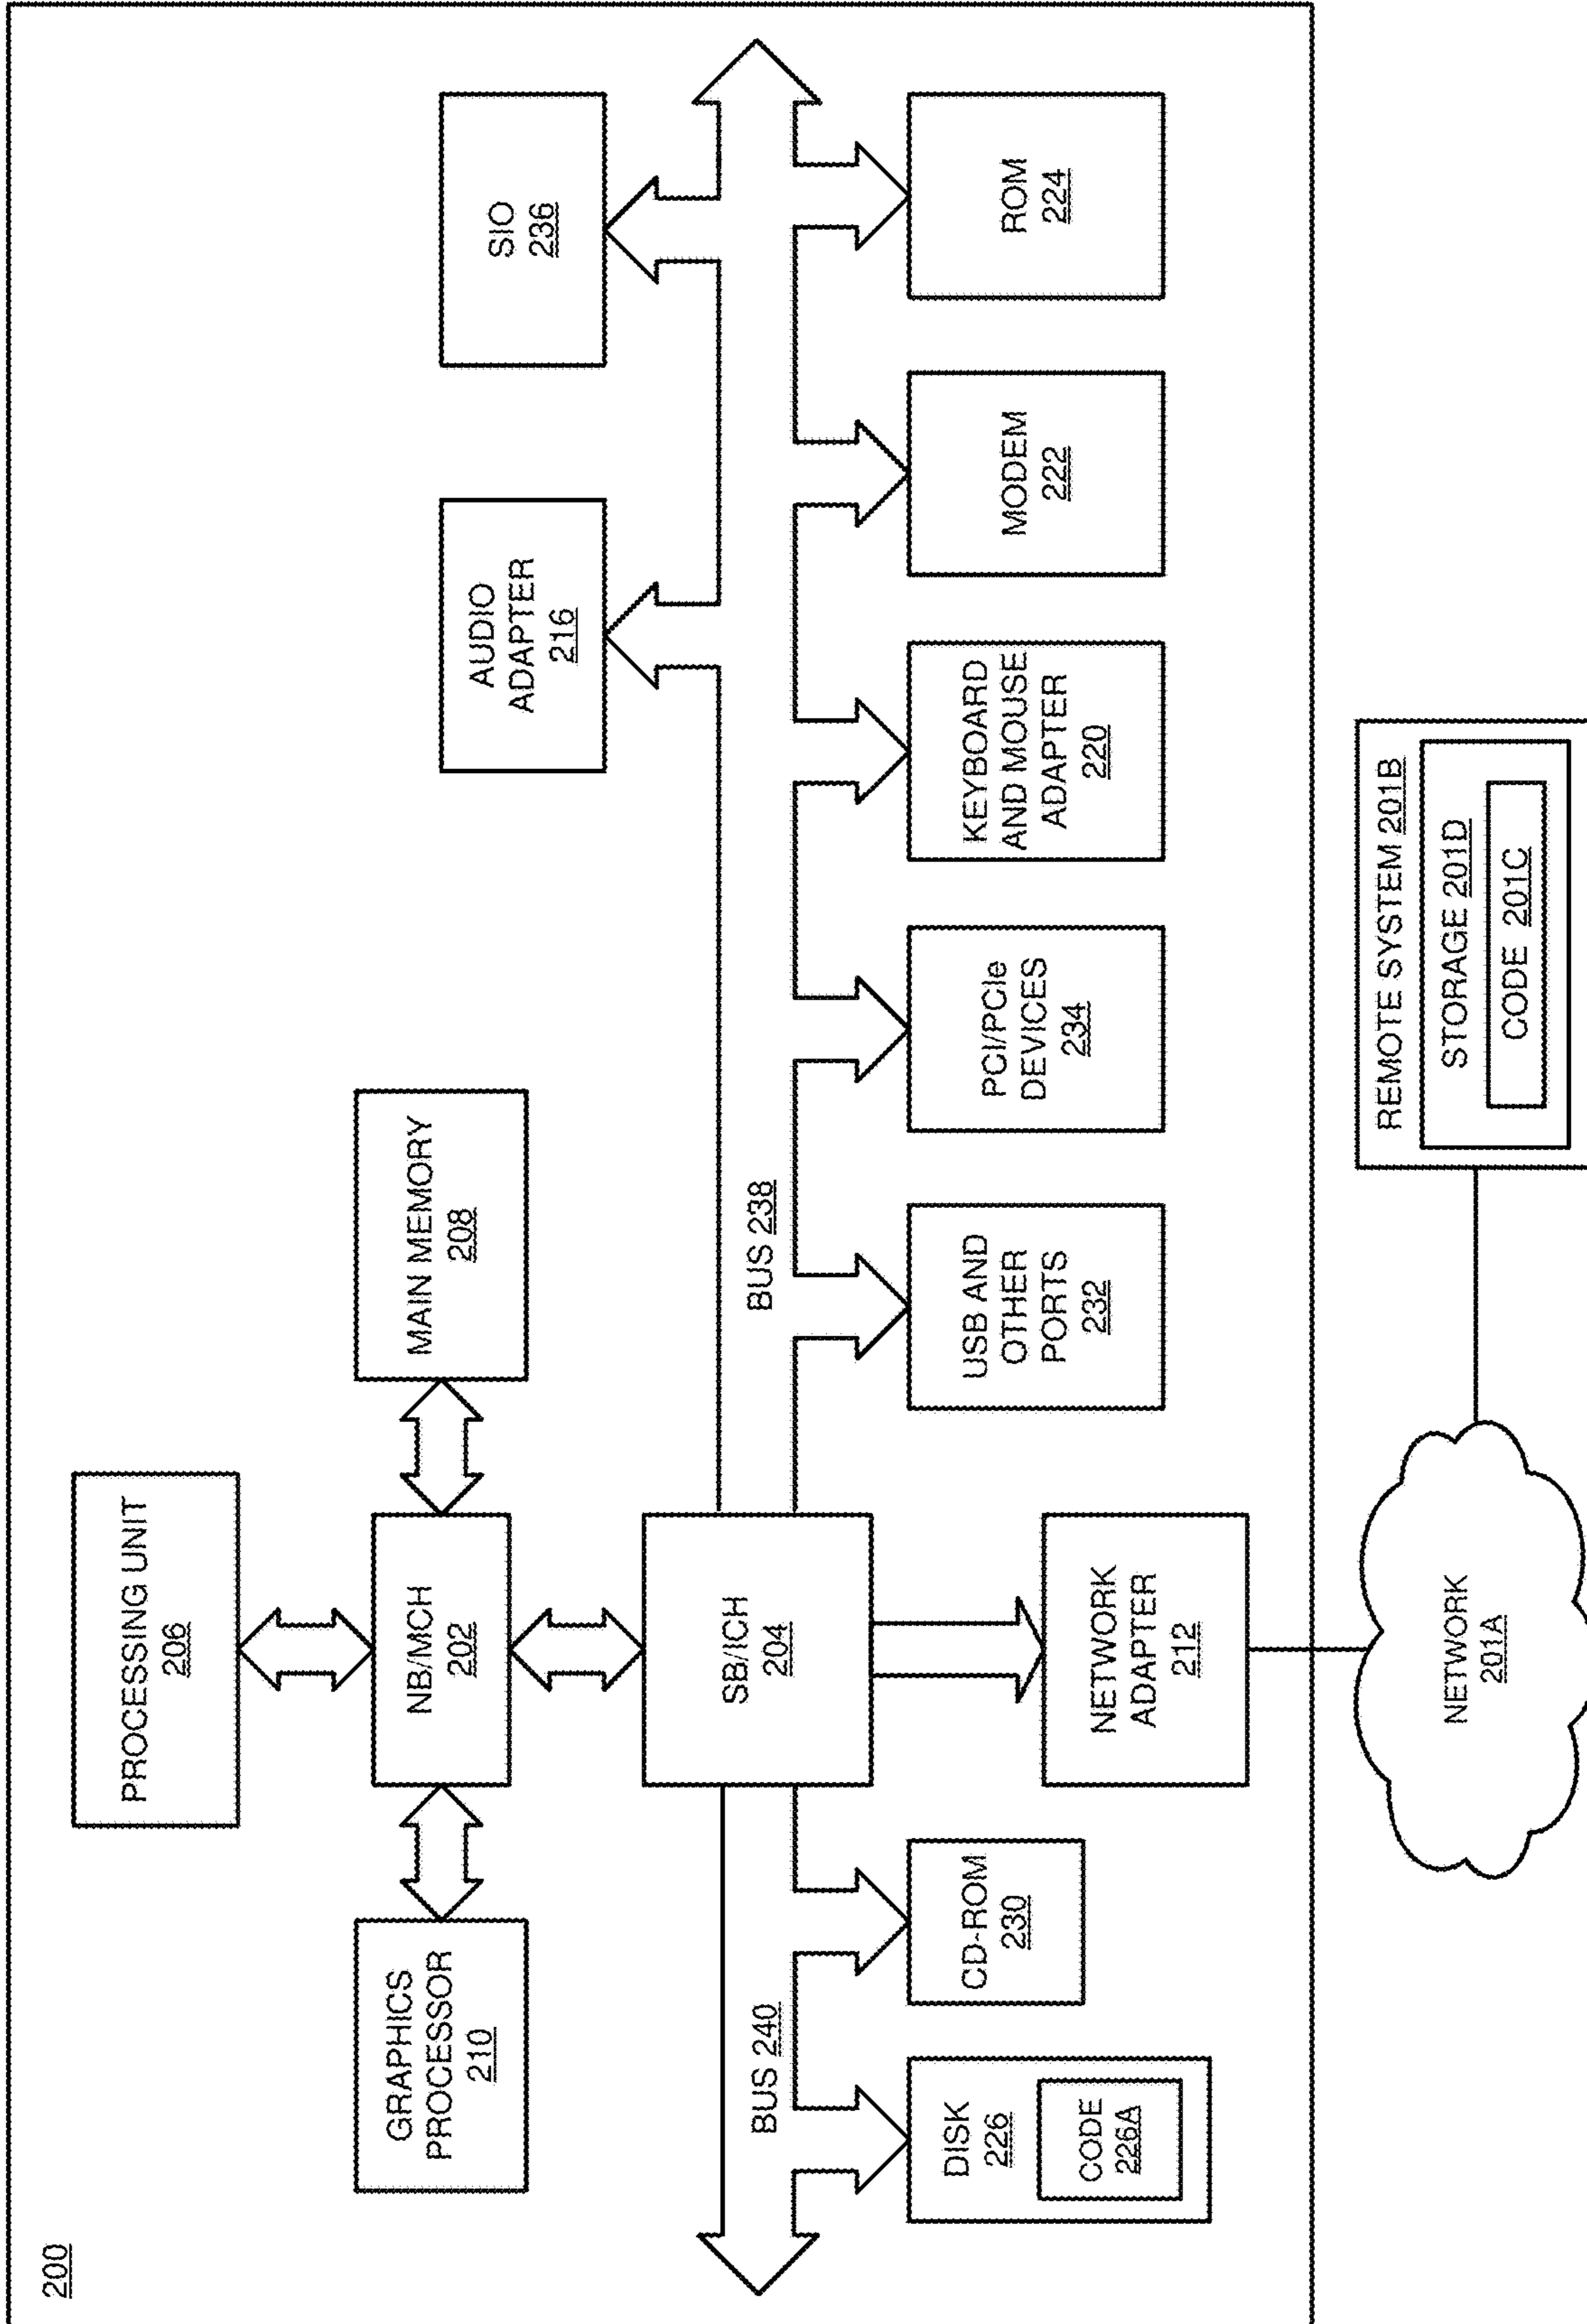 200
PROCESSING UNIT
206
GRAPHICS
PROCESSOR
210
NB/MCH
202
MAIN MEMORY
208
AUDIO
ADAPTER
216
SIO
236
SB/ICH
204
BUS 240
BUS 238
DISK
226
CODE
226A
CD-ROM
230
NETWORK
ADAPTER
212
USB AND
OTHER
PORTS
232
PCI/PCIe
DEVICES
234
KEYBOARD
AND MOUSE
ADAPTER
220
MODEM
222
ROM
224
NETWORK
201A
REMOTE SYSTEM 201B
STORAGE 201D
CODE 201C